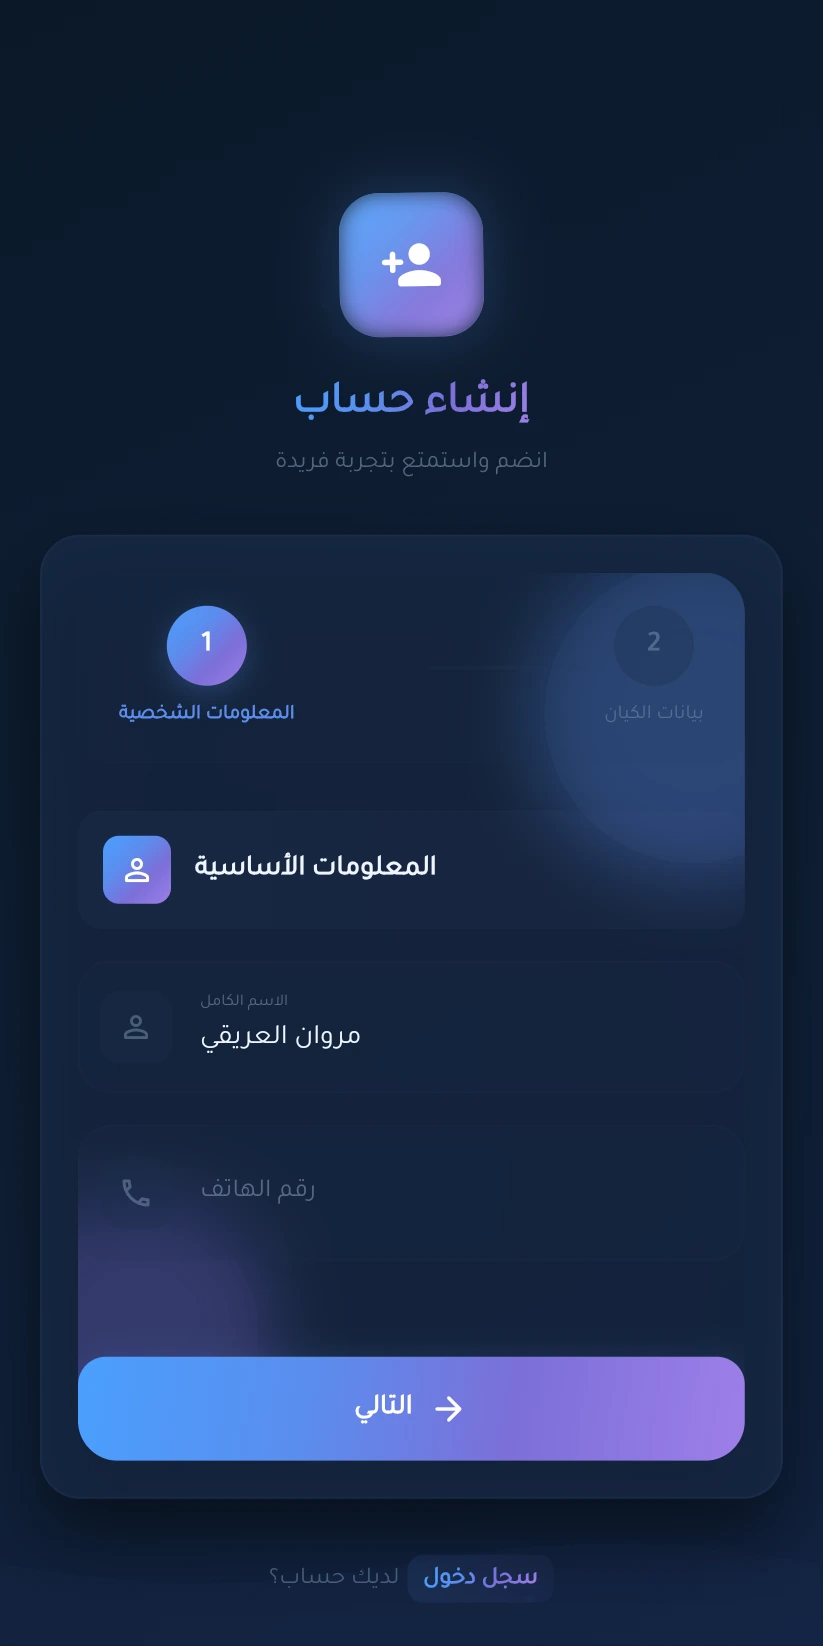 إنشاء حساب
انضم واستمتع بتجربة فريدة
1
المعلومات الشخصية
2
بيانات الكيان
المعلومات الأساسية
الاسم الكامل
مروان العريقي
رقم الهاتف
التالي
لديك حساب؟ سجل دخول